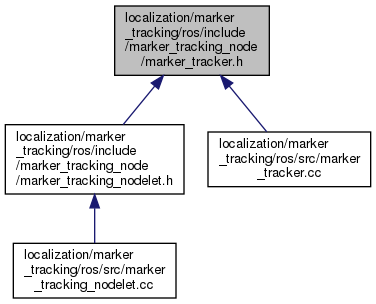 localization/marker
_tracking/ros/include
/marker_tracking_node
/marker_tracker.h
localization/marker
_tracking/ros/include
/marker_tracking_node
/marker_tracking_nodelet.h
localization/marker
_tracking/ros/src/marker
_tracker.cc
localization/marker
_tracking/ros/src/marker
_tracking_nodelet.cc